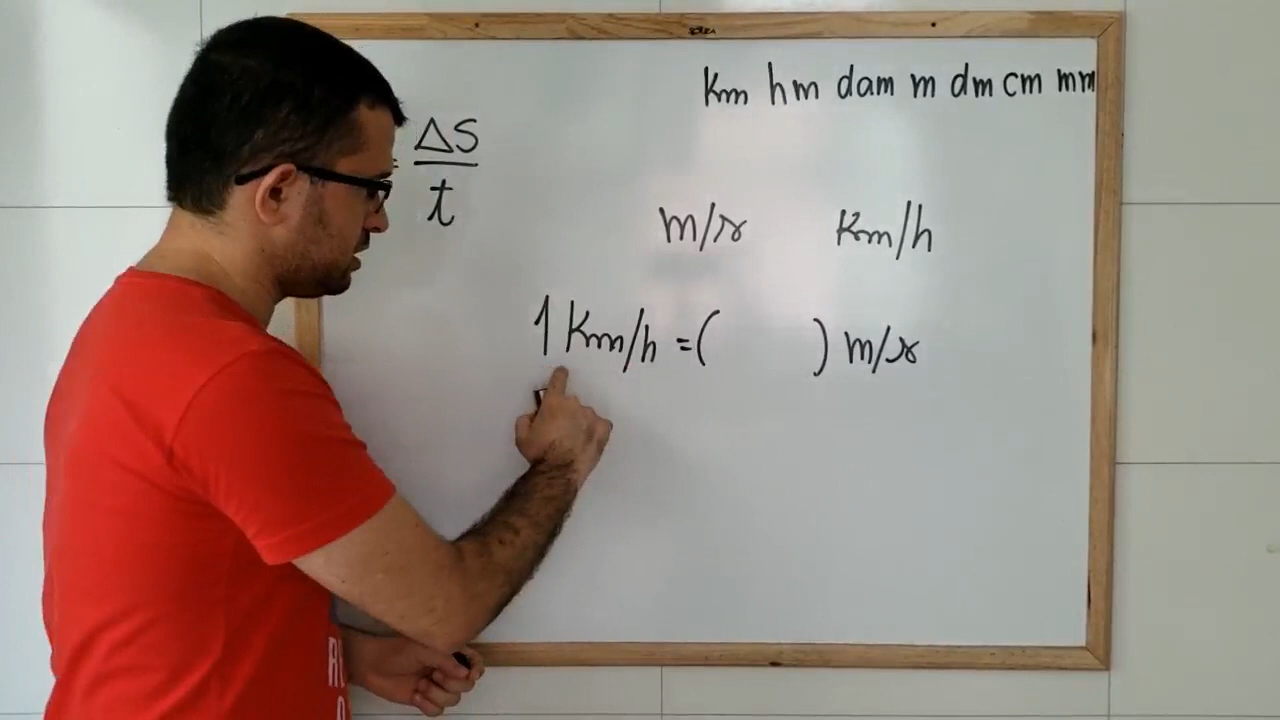 Km hm dam m dm cm mm
= ΔS
t
m/s Km/h
1 Km/h = ( ) m/s